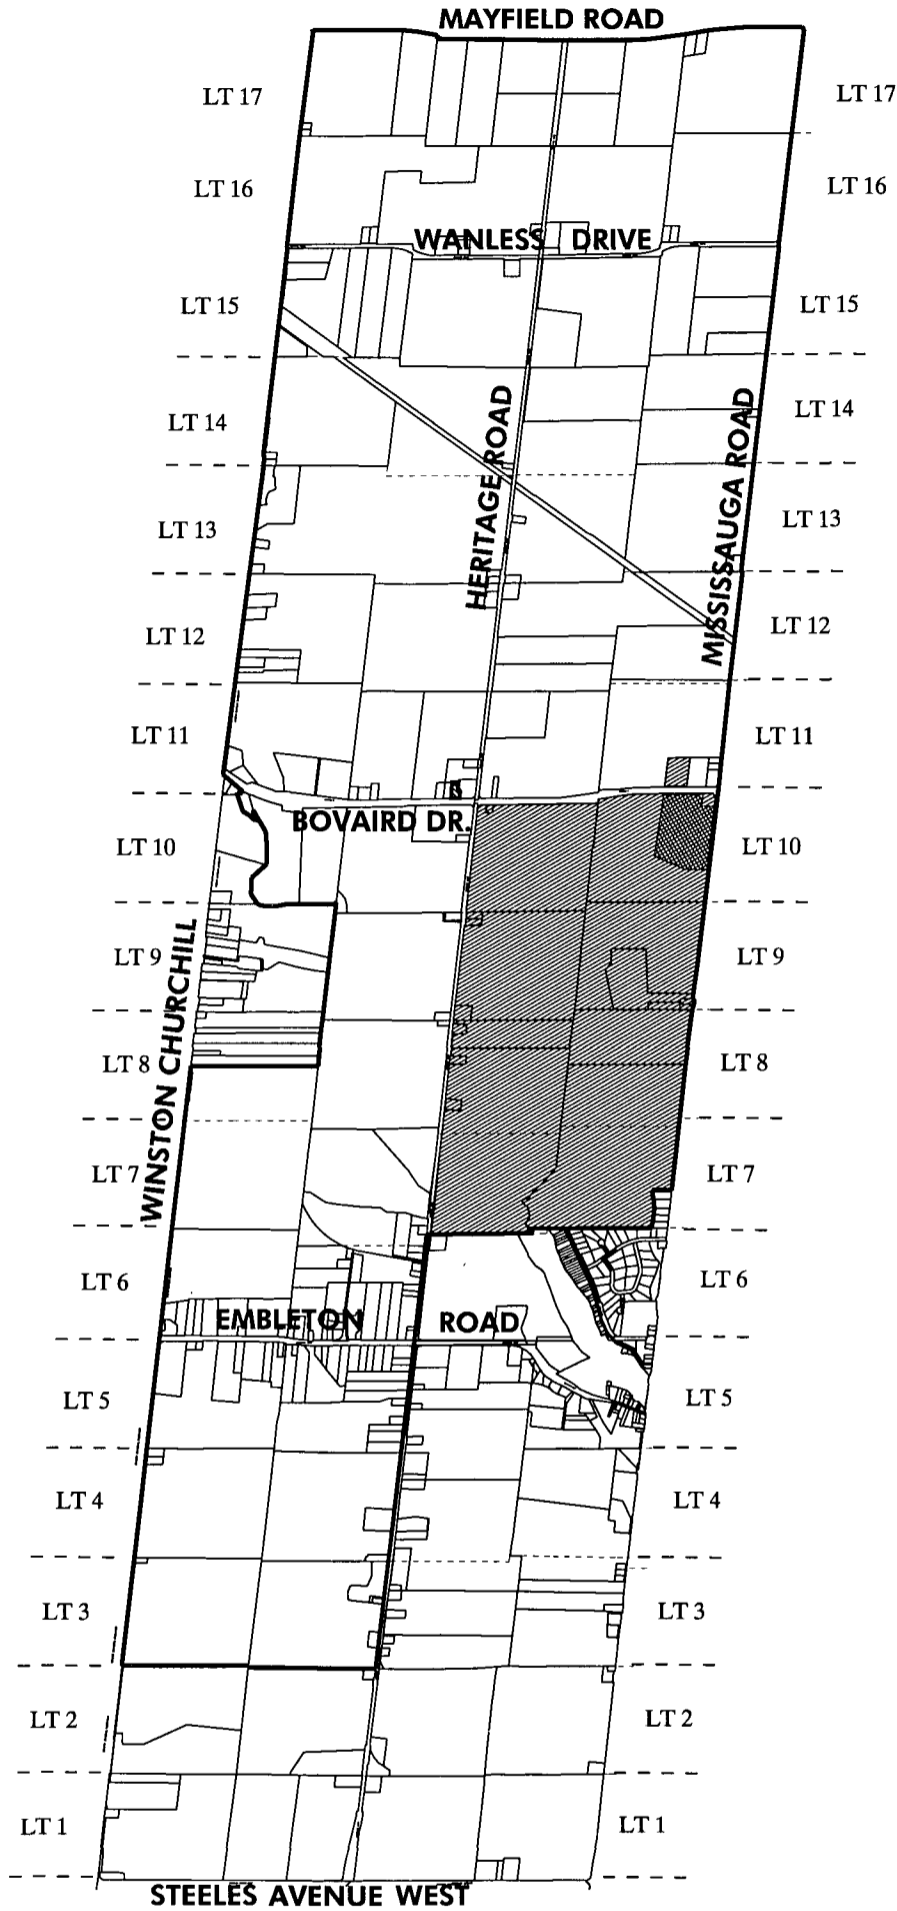 MAYFIELD ROAD
LT 17 LT 17
LT 16 LT 16
WANLESS DRIVE
LT 15 LT 15
LT 14 LT 14
HERITAGE ROAD
MISSISSAUGA ROAD
LT 13 LT 13
LT 12 LT 12
LT 11 LT 11
BOVAIRD DR.
LT 10 LT 10
LT 9 LT 9
WINSTON CHURCHILL
LT 8 LT 8
LT 7 LT 7
LT 6 LT 6
EMBLETON ROAD
LT 5 LT 5
LT 4 LT 4
LT 3 LT 3
LT 2 LT 2
LT 1 LT 1
STEELES AVENUE WEST